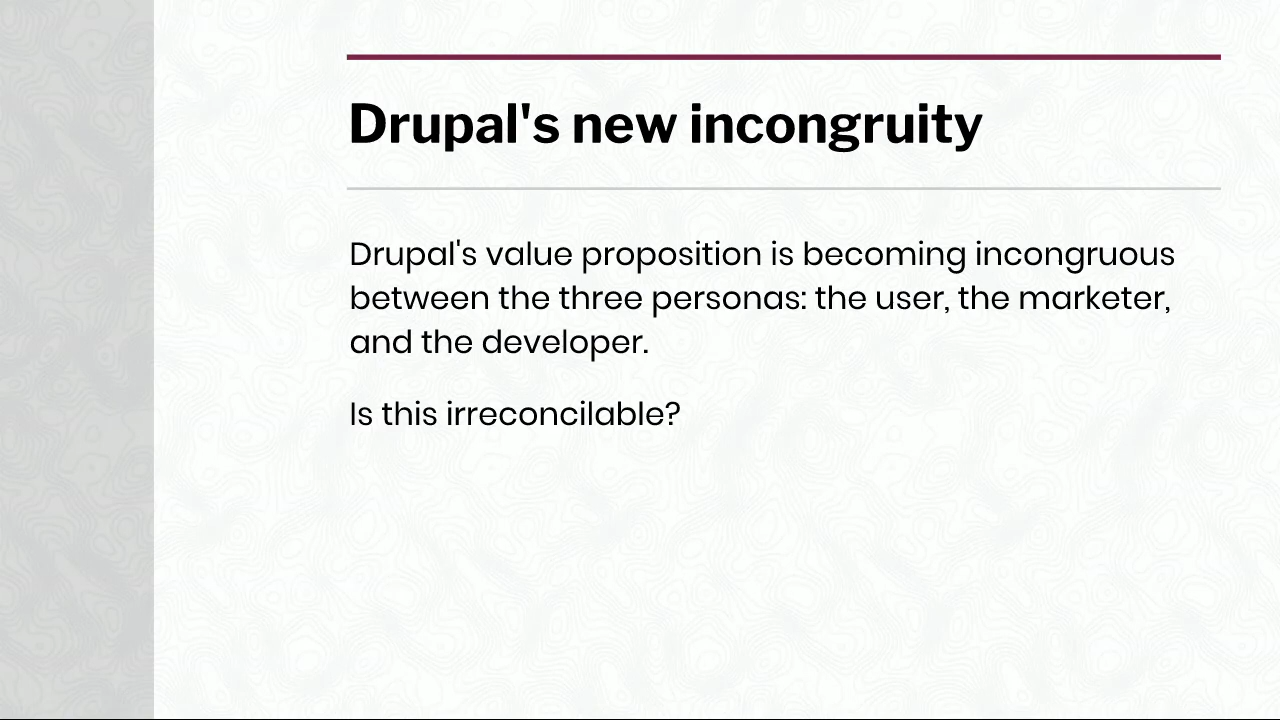 Drupal's new incongruity
Drupal's value proposition is becoming incongruous
between the three personas: the user, the marketer,
and the developer.
Is this irreconcilable?